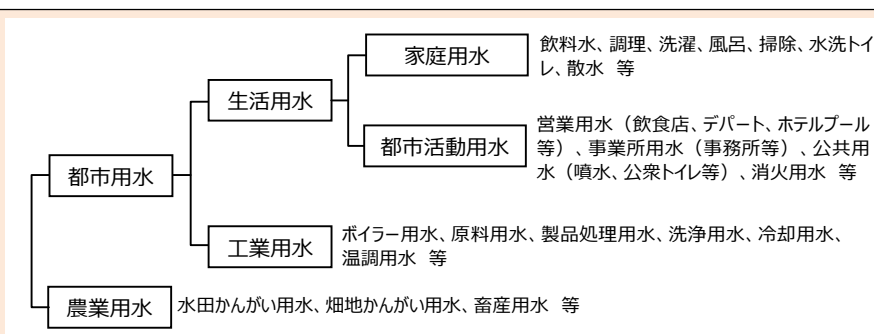 家庭用水
飲料水、調理、洗濯、風呂、掃除、水洗トイ
レ、散水 等
生活用水
都市活動用水
営業用水（飲食店、デパート、ホテルプール
等）、事業所用水（事務所等）、公共用
水（噴水、公衆トイレ等）、消火用水 等
都市用水
工業用水
ボイラー用水、原料用水、製品処理用水、洗浄用水、冷却用水、
温調用水 等
農業用水
水田かんがい用水、畑地かんがい用水、畜産用水 等